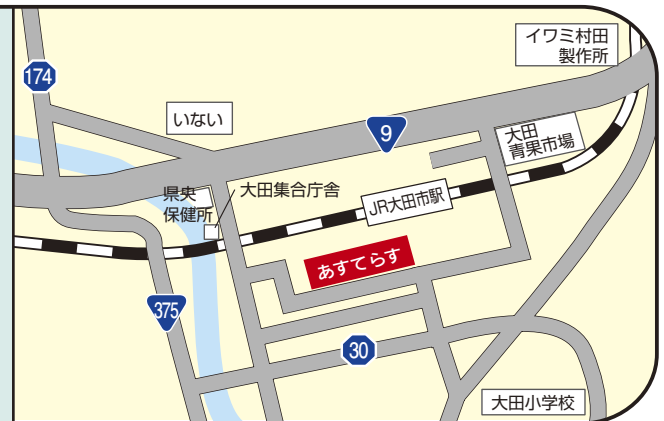 イワミ村田
製作所
174
いない
9
大田
青果市場
県央
保健所
大田集合庁舎
JR大田市駅
あすてらす
375
30
大田小学校